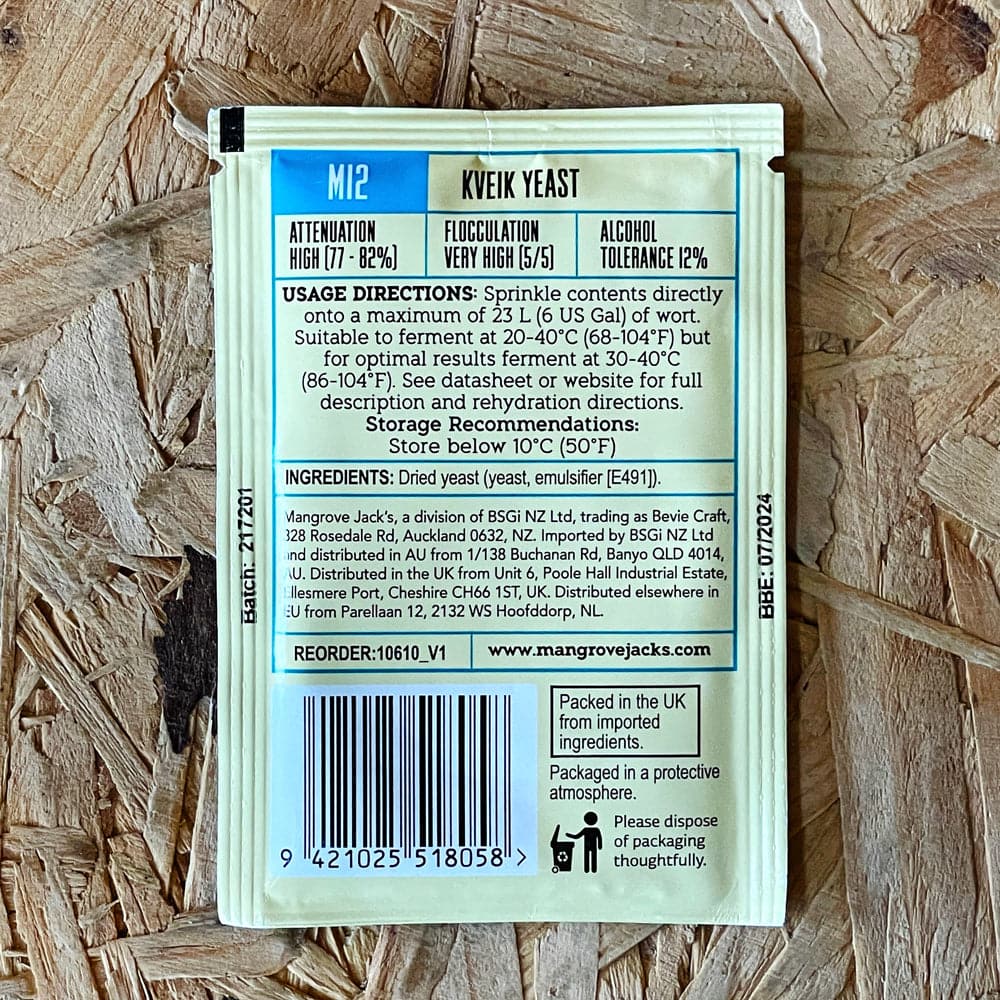 M12
KVEIK YEAST
ATTENUATION
HIGH (77 - 82%)
FLOCCULATION
VERY HIGH (5/5)
ALCOHOL
TOLERANCE 12%
USAGE DIRECTIONS: Sprinkle contents directly
onto a maximum of 23 L (6 US Gal) of wort.
Suitable to ferment at 20-40°C (68-104°F) but
for optimal results ferment at 30-40°C
(86-104°F). See datasheet or website for full
description and rehydration directions.
Storage Recommendations:
Store below 10°C (50°F)
INGREDIENTS: Dried yeast (yeast, emulsifier [E491]).
Mangrove Jack's, a division of BSGi NZ Ltd, trading as Bevie Craft,
328 Rosedale Rd, Auckland 0632, NZ. Imported by BSGi NZ Ltd
and distributed in AU from 1/138 Buchanan Rd, Banyo QLD 4014,
AU. Distributed in the UK from Unit 6, Poole Hall Industrial Estate,
Ellesmere Port, Cheshire CH66 1ST, UK. Distributed elsewhere in
EU from Parellaan 12, 2132 WS Hoofddorp, NL.
REORDER:10610_V1
www.mangrovejacks.com
Batch: 217201
BBE: 07/2024
9 421025 518058 >
Packed in the UK
from imported
ingredients.
Packaged in a protective
atmosphere.
Please dispose
of packaging
thoughtfully.